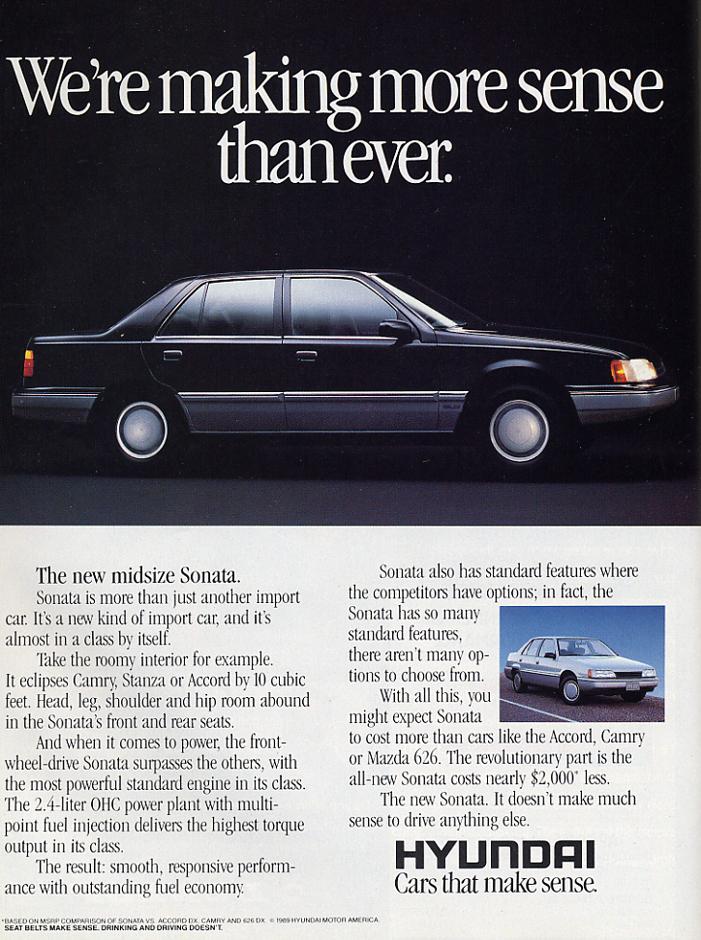 We're making more sense
than ever.
The new midsize Sonata.
Sonata is more than just another import
car. It's a new kind of import car, and it's
almost in a class by itself.
Take the roomy interior for example.
It eclipses Camry, Stanza or Accord by 10 cubic
feet. Head, leg, shoulder and hip room abound
in the Sonata's front and rear seats.
And when it comes to power, the front-
wheel-drive Sonata surpasses the others, with
the most powerful standard engine in its class.
The 2.4-liter OHC power plant with multi-
point fuel injection delivers the highest torque
output in its class.
The result: smooth, responsive perform-
ance with outstanding fuel economy.
Sonata also has standard features where
the competitors have options; in fact, the
Sonata has so many
standard features,
there aren't many op-
tions to choose from.
With all this, you
might expect Sonata
to cost more than cars like the Accord, Camry
or Mazda 626. The revolutionary part is the
all-new Sonata costs nearly $2,000* less.
The new Sonata. It doesn't make much
sense to drive anything else.
HYUNDAI
Cars that make sense.
*BASED ON MSRP COMPARISON OF SONATA VS. ACCORD DX, CAMRY AND 626 DX. © 1989 HYUNDAI MOTOR AMERICA.
SEAT BELTS MAKE SENSE. DRINKING AND DRIVING DOESN'T.